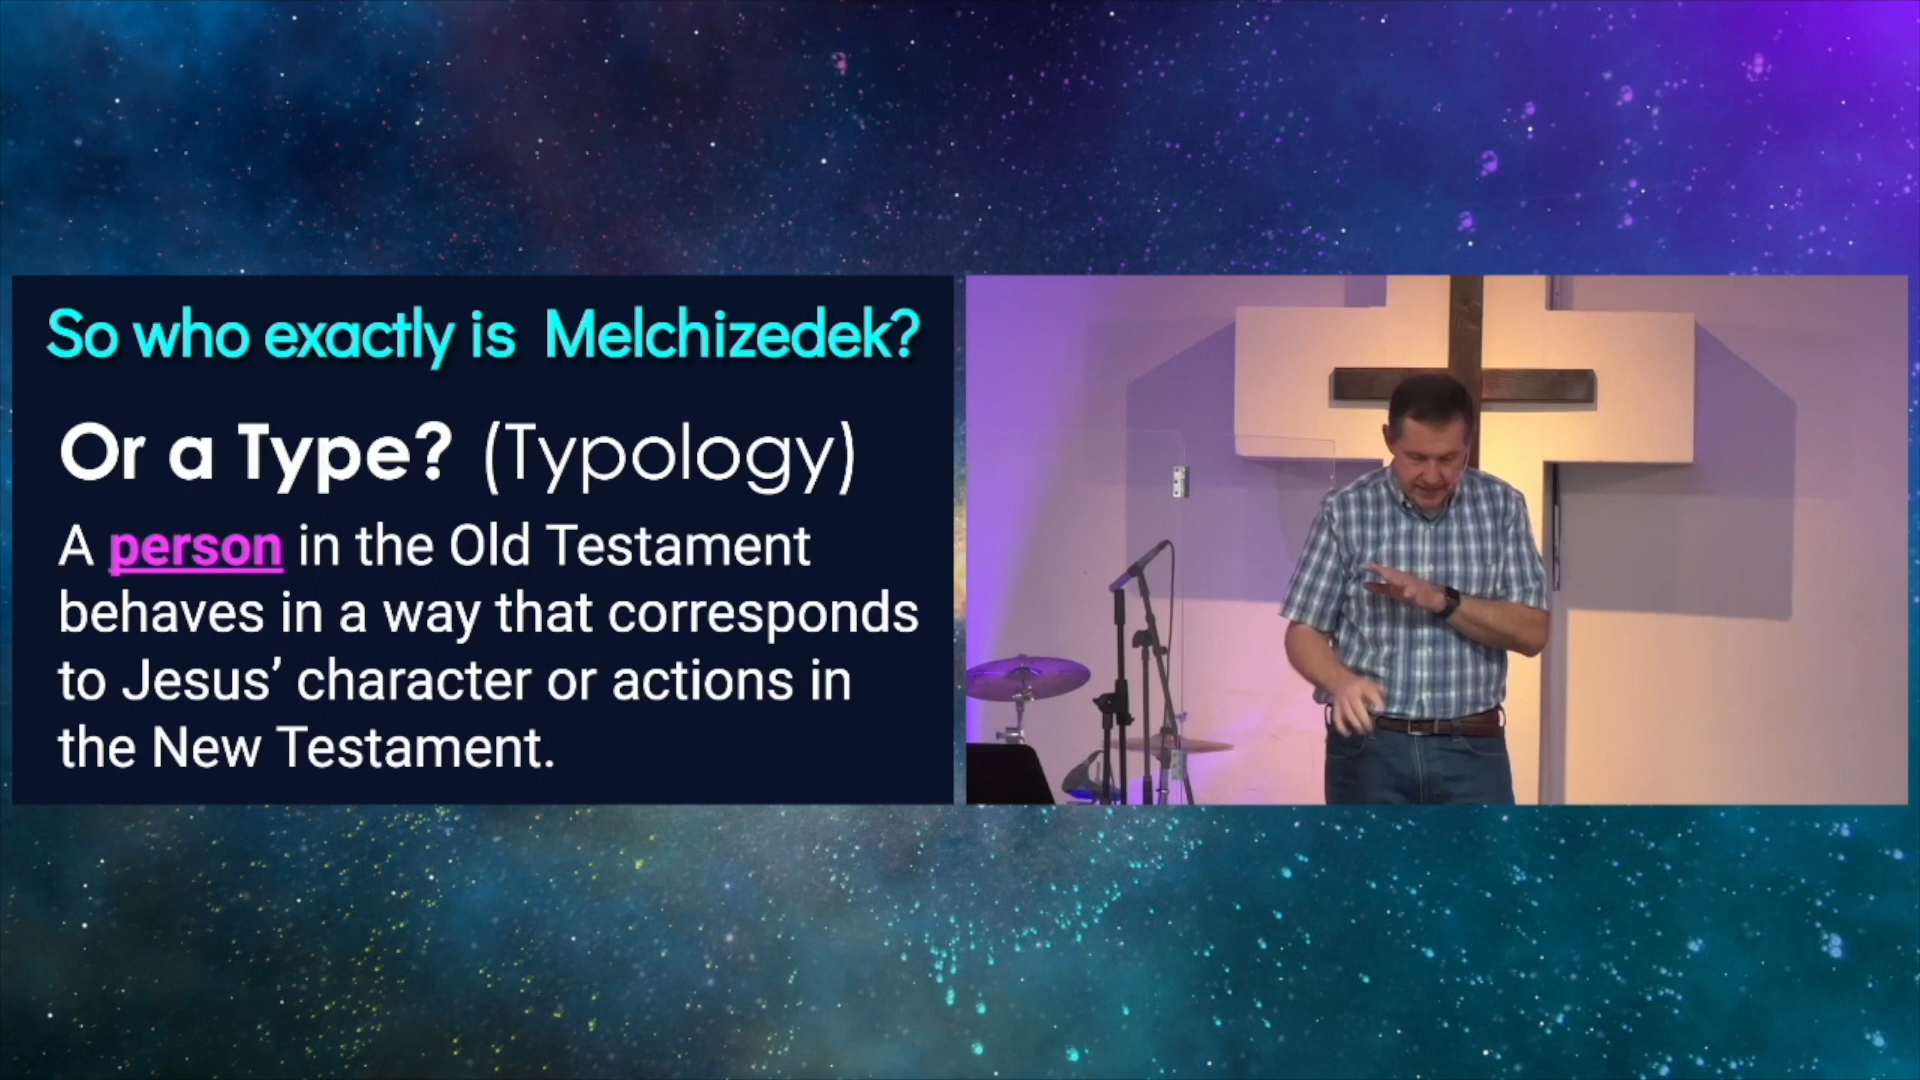 So who exactly is Melchizedek?
Or a Type? (Typology)
A person in the Old Testament
behaves in a way that corresponds
to Jesus’ character or actions in
the New Testament.